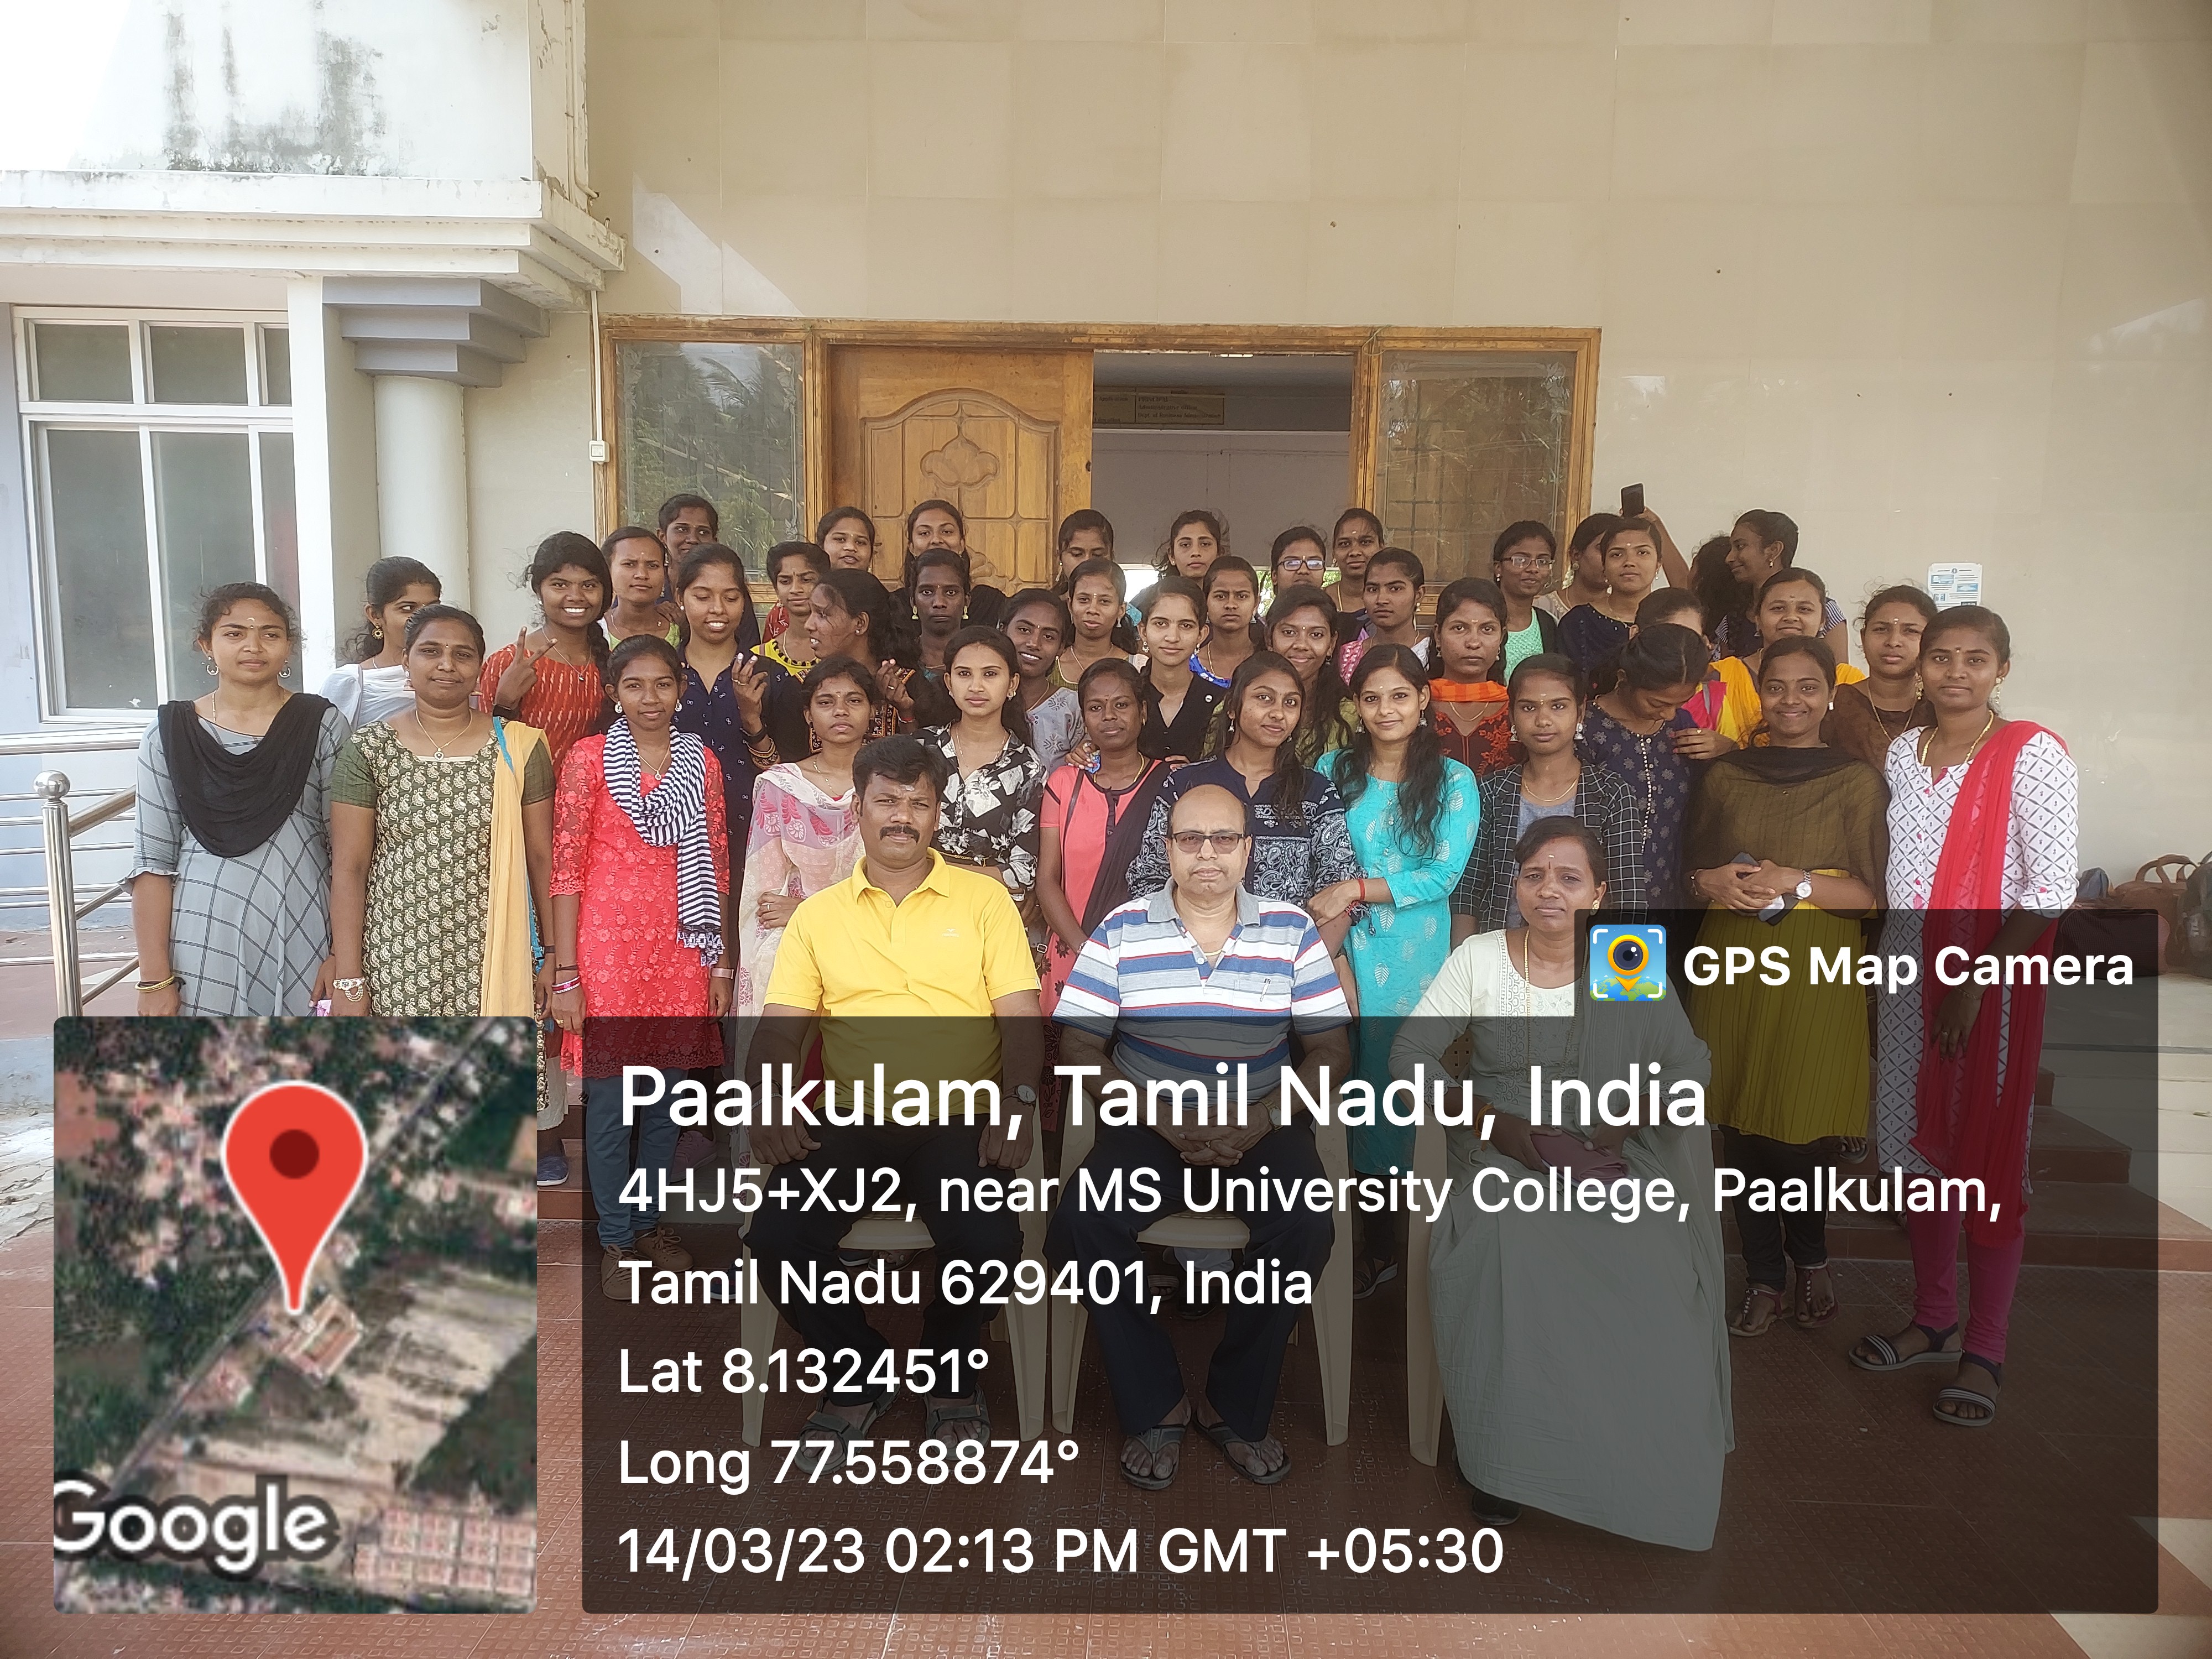 GPS Map Camera
Paalkulam, Tamil Nadu, India
4HJ5+XJ2, near MS University College, Paalkulam,
Tamil Nadu 629401, India
Lat 8.132451°
Long 77.558874°
14/03/23 02:13 PM GMT +05:30
Google